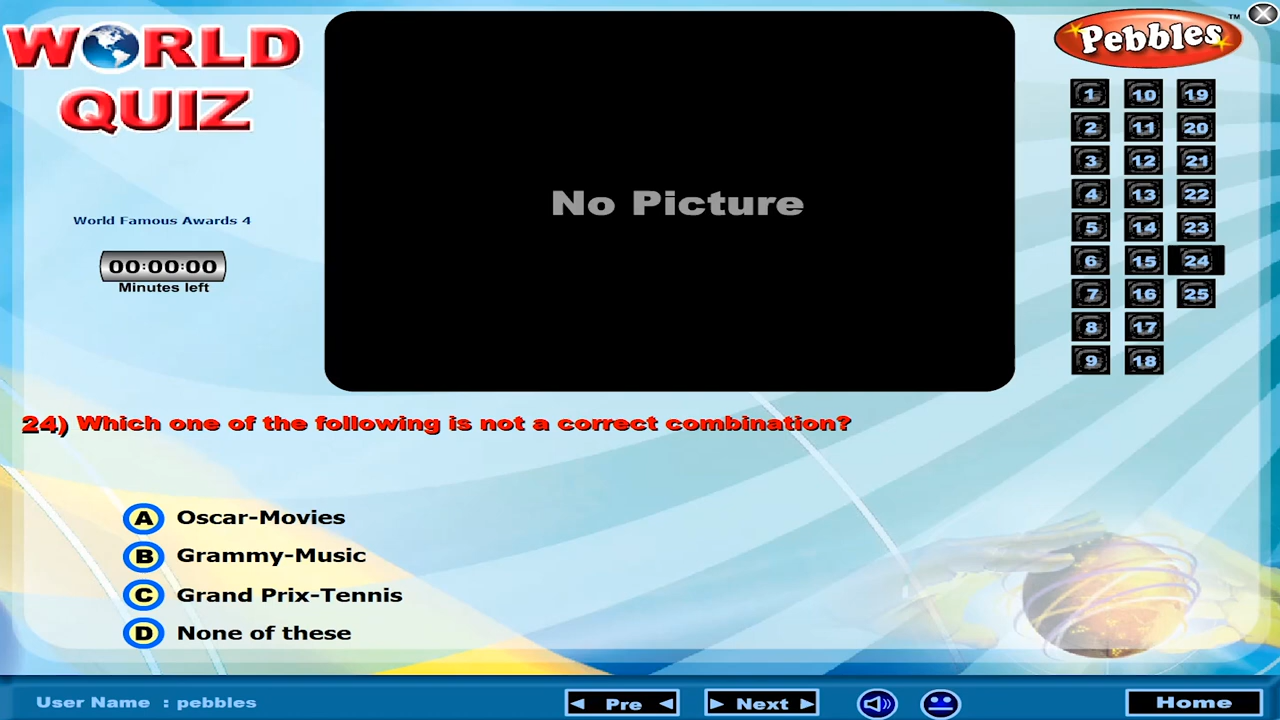 WORLD
QUIZ
World Famous Awards 4
00:00:00
Minutes left
No Picture
Pebbles™
1 10 19
2 11 20
3 12 21
4 13 22
5 14 23
6 15 24
7 16 25
8 17
9 18
24) Which one of the following is not a correct combination?
A Oscar-Movies
B Grammy-Music
C Grand Prix-Tennis
D None of these
User Name : pebbles
Pre
Next
Home